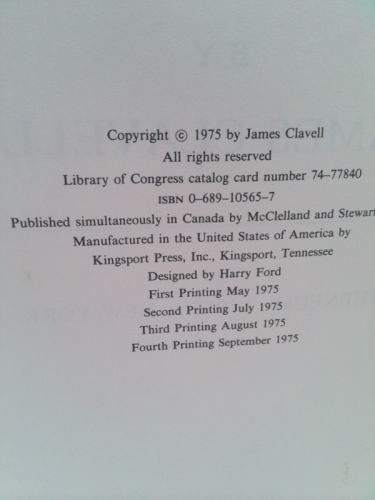 Copyright © 1975 by James Clavell
All rights reserved
Library of Congress catalog card number 74-77840
ISBN 0-689-10565-7
Published simultaneously in Canada by McClelland and Stewar
Manufactured in the United States of America by
Kingsport Press, Inc., Kingsport, Tennessee
Designed by Harry Ford
First Printing May 1975
Second Printing July 1975
Third Printing August 1975
Fourth Printing September 1975